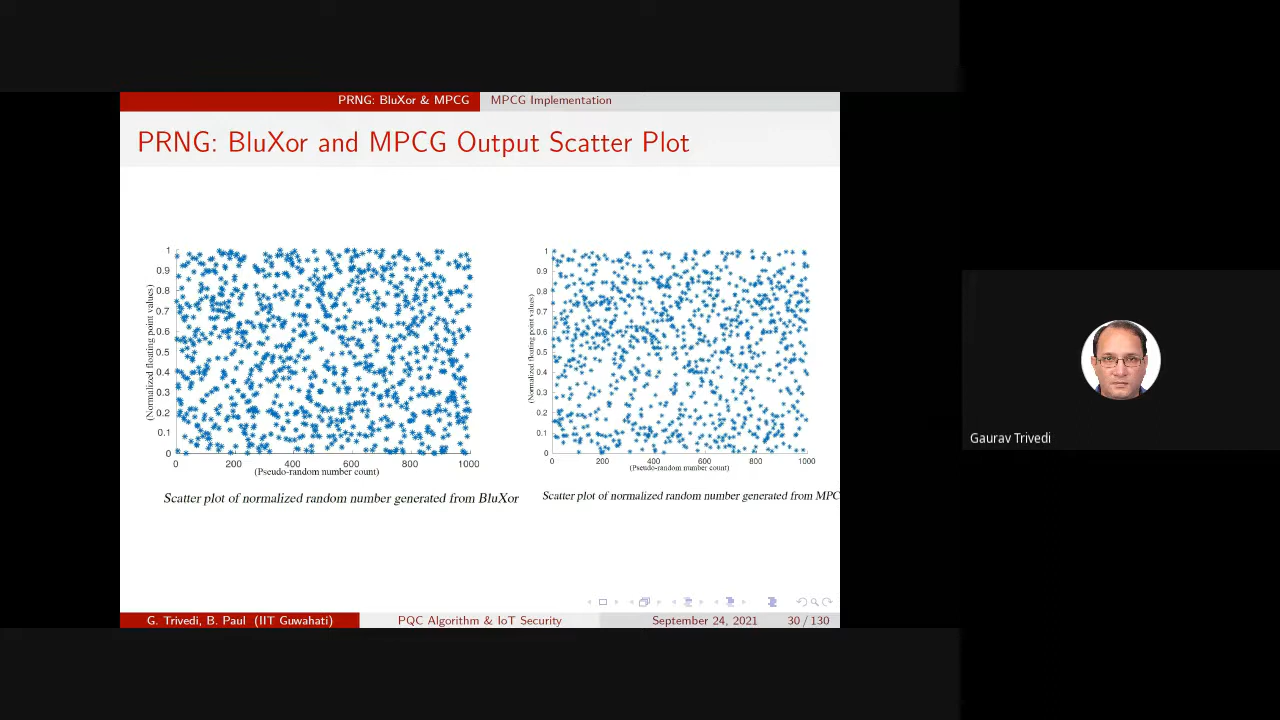 PRNG: BluXor & MPCG
MPCG Implementation
PRNG: BluXor and MPCG Output Scatter Plot
(Normalized floating point values)
1
0.9
0.8
0.7
0.6
0.5
0.4
0.3
0.2
0.1
0
0 200 400 600 800 1000
(Pseudo-random number count)
Scatter plot of normalized random number generated from BluXor
(Normalized floating point values)
1
0.9
0.8
0.7
0.6
0.5
0.4
0.3
0.2
0.1
0
0 200 400 600 800 1000
(Pseudo-random number count)
Scatter plot of normalized random number generated from MPC
Gaurav Trivedi
G. Trivedi, B. Paul (IIT Guwahati)
PQC Algorithm & IoT Security
September 24, 2021
30 / 130